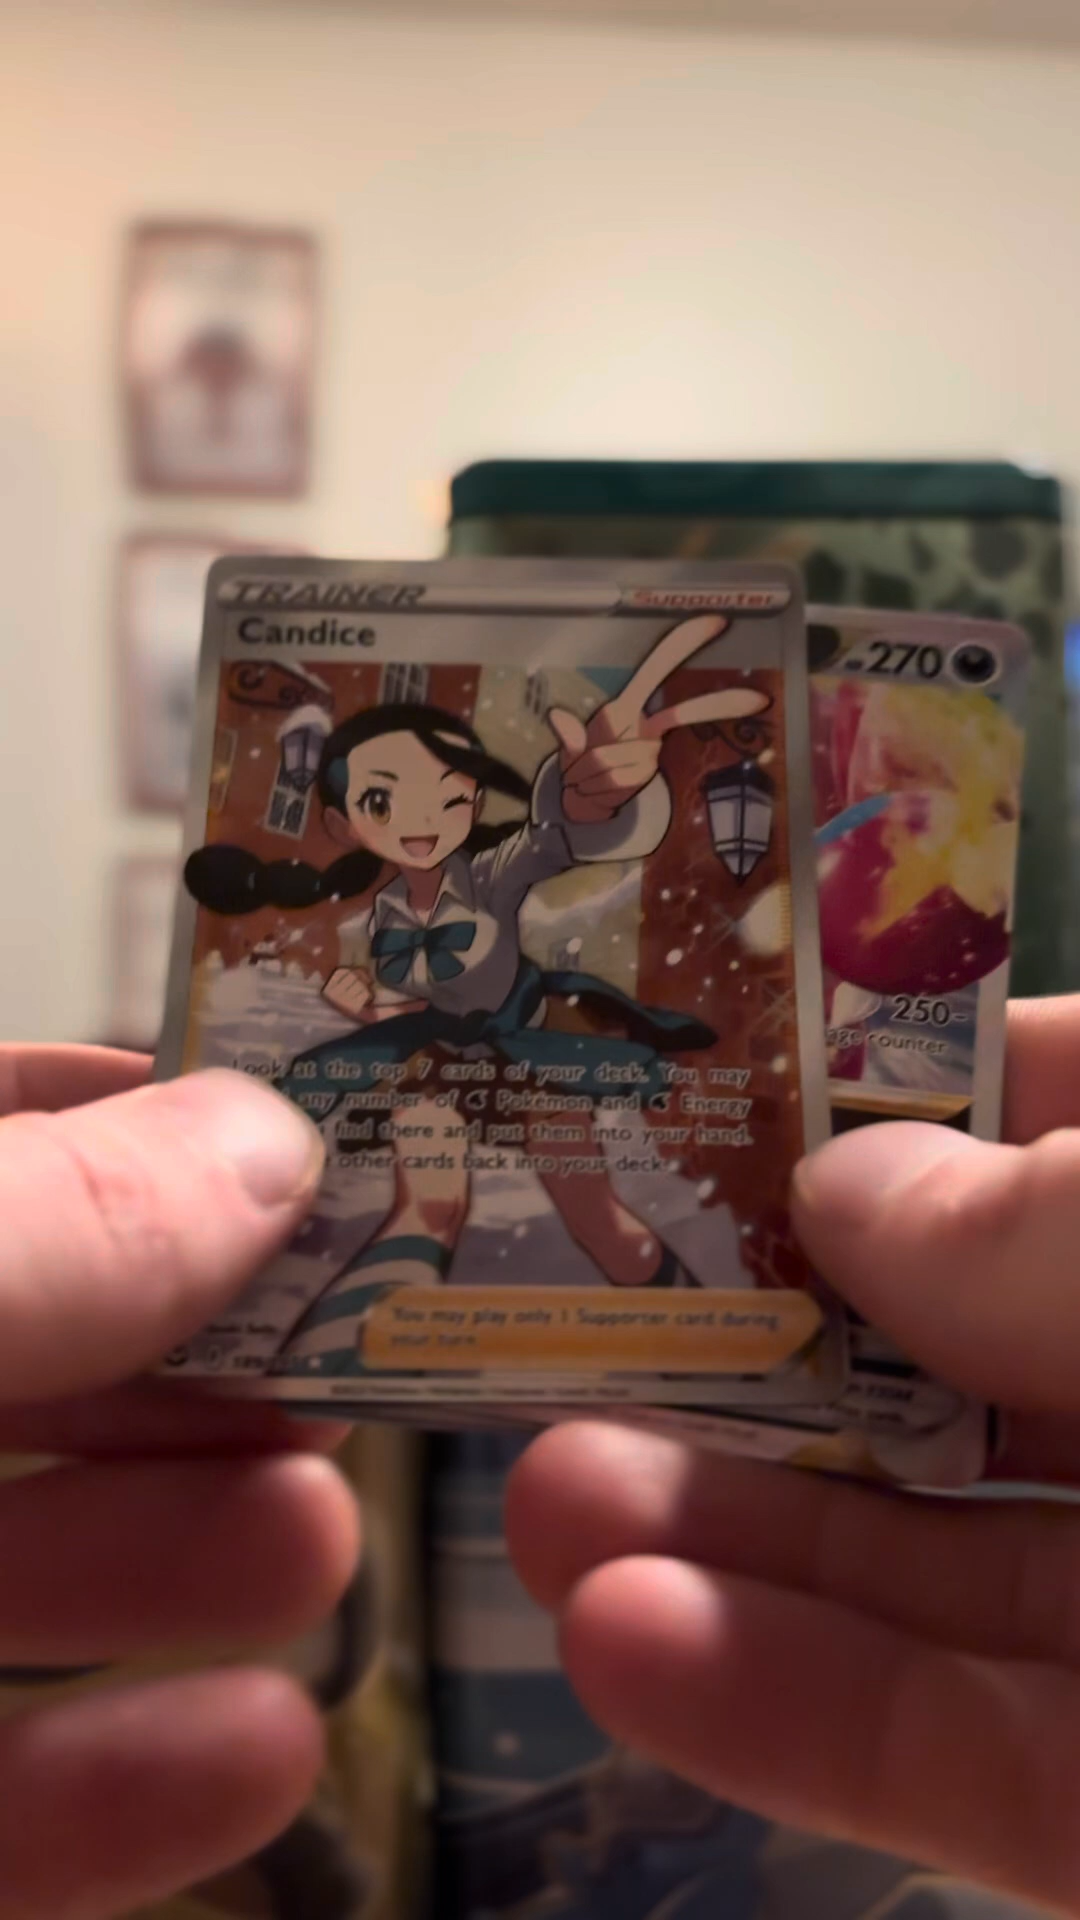 TRAINER
Supporter
Candice
270
Look at the top 7 cards of your deck. You may
any number of Pokémon and Energy
find there and put them into your hand.
other cards back into your deck.
250-
age counter
You may play only 1 Supporter card during
your turn.